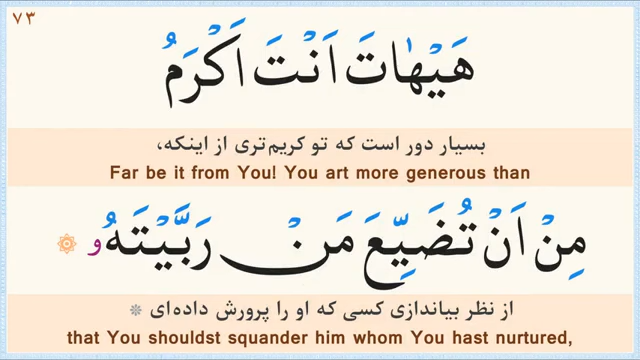 ۷۳
هَیْهاتَ اَنْتَ اَکْرَمُ
بسیار دور است که تو کریم‌تری از اینکه،
Far be it from You! You art more generous than
مِنْ اَنْ تُضَیِّعَ مَنْ رَبَّیْتَهُ و
از نظر بیاندازی کسی که او را پرورش داده‌ای
that You shouldst squander him whom You hast nurtured,